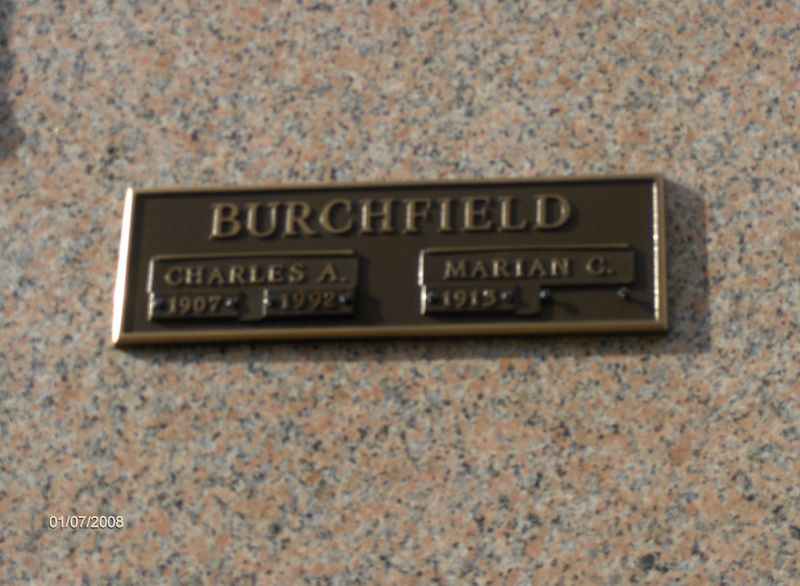 BURCHFIELD
CHARLES A. MARIAN C.
1907 1992 1915
01/07/2008